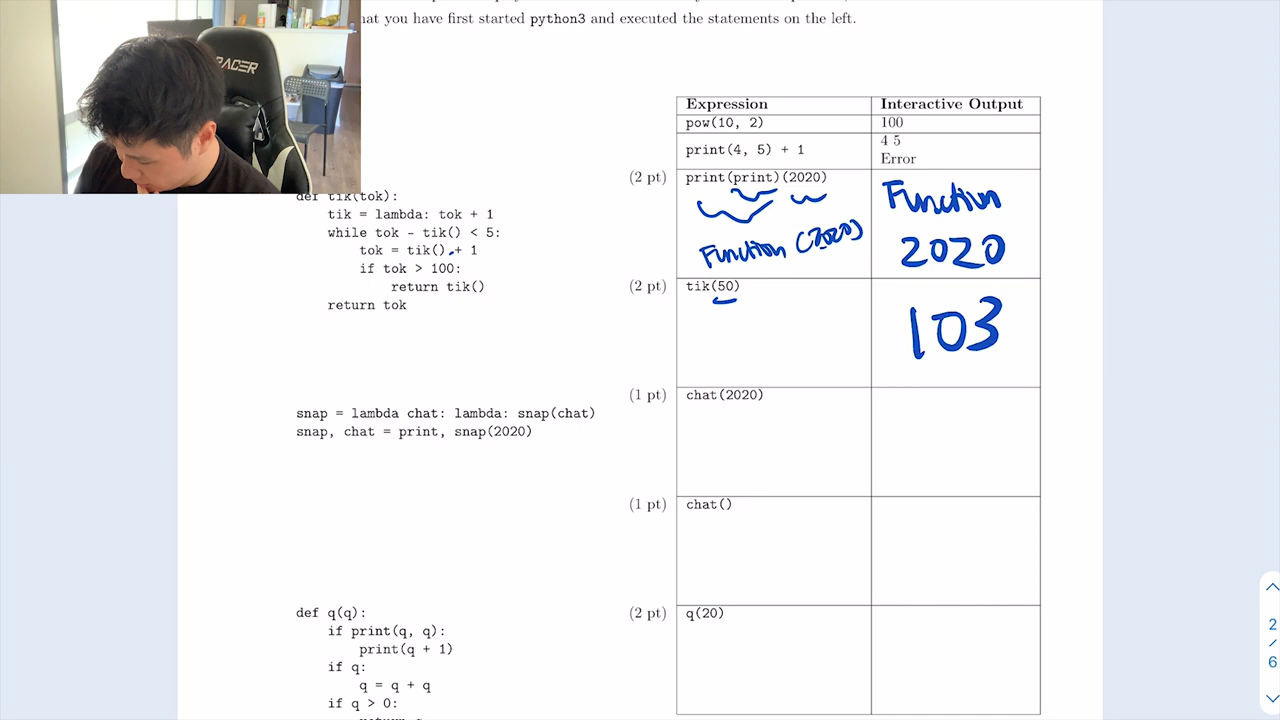 hat you have first started python3 and executed the statements on the left.
PACER
Expression Interactive Output
pow(10, 2) 100
print(4, 5) + 1 4 5
Error
(2 pt) print(print)(2020) Function
2020
Function (2020)
def tik(tok):
tik = lambda: tok + 1
while tok - tik() < 5:
tok = tik() + 1
if tok > 100:
return tik()
return tok
(2 pt) tik(50) 103
(1 pt) chat(2020)
snap = lambda chat: lambda: snap(chat)
snap, chat = print, snap(2020)
(1 pt) chat()
def q(q):
if print(q, q):
print(q + 1)
if q:
q = q + q
if q > 0:
(2 pt) q(20)
2
/
6